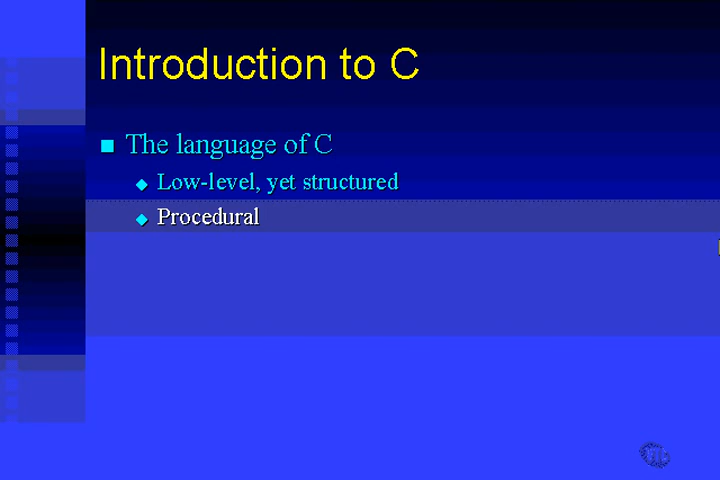 Introduction to C
The language of C
Low-level, yet structured
Procedural